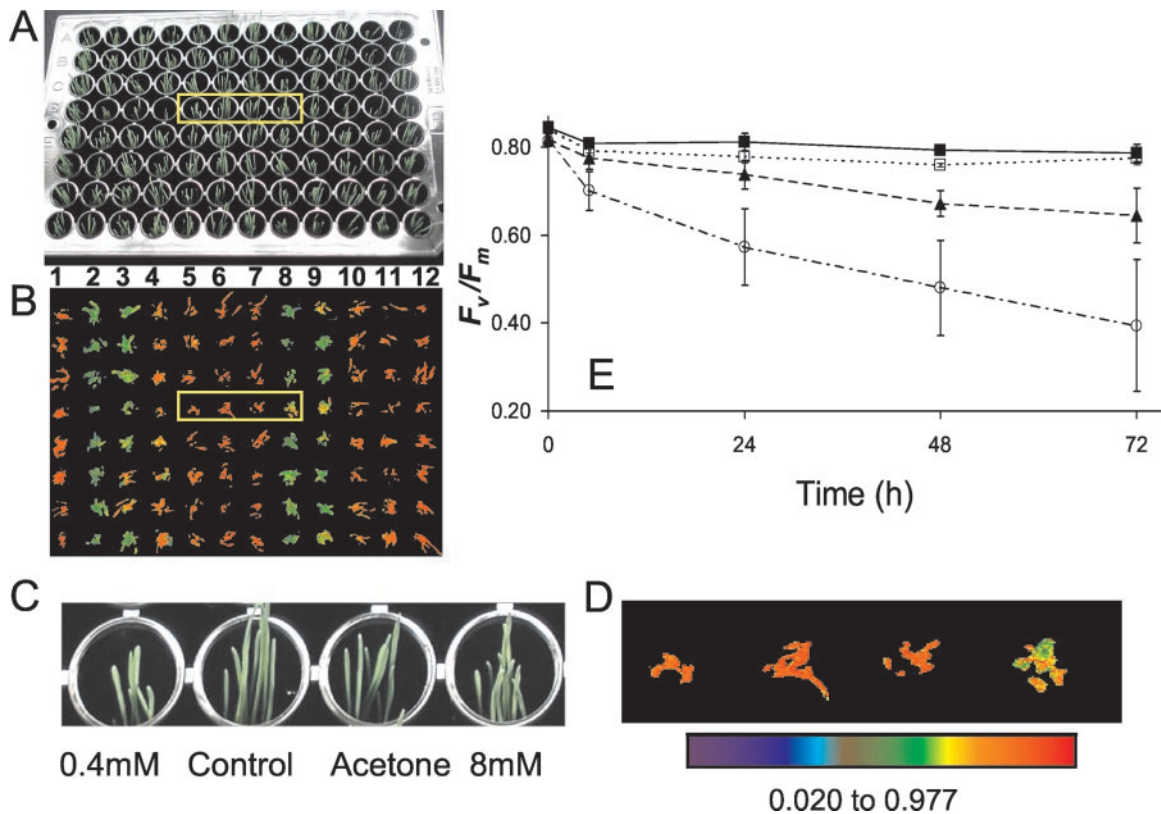 A
A
B
C
D
E
1 2 3 4 5 6 7 8 9 10 11 12
B
0.80
0.60
0.40
0.20
Fv/Fm
E
0 24 48 72
Time (h)
C
0.4mM Control Acetone 8mM
D
0.020 to 0.977